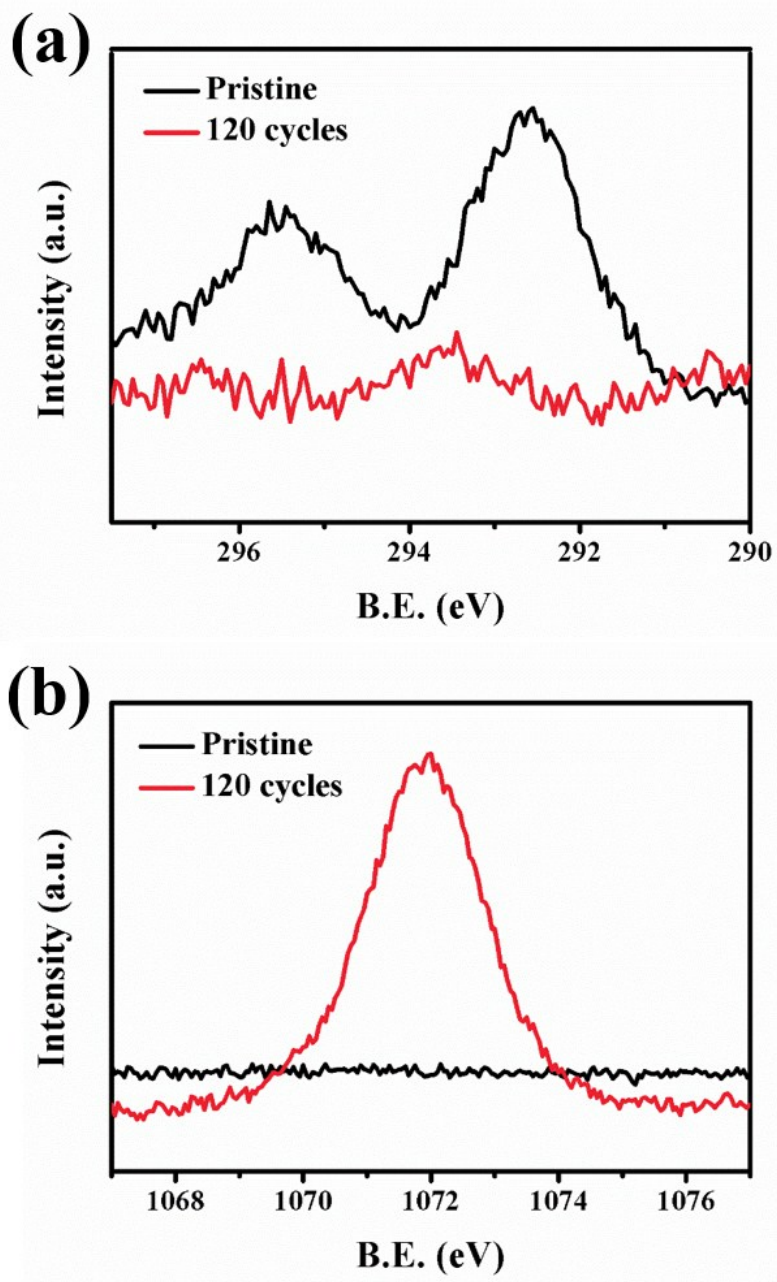 (a)
Pristine
120 cycles
Intensity (a.u.)
296 294 292 290
B.E. (eV)
(b)
Pristine
120 cycles
Intensity (a.u.)
1068 1070 1072 1074 1076
B.E. (eV)